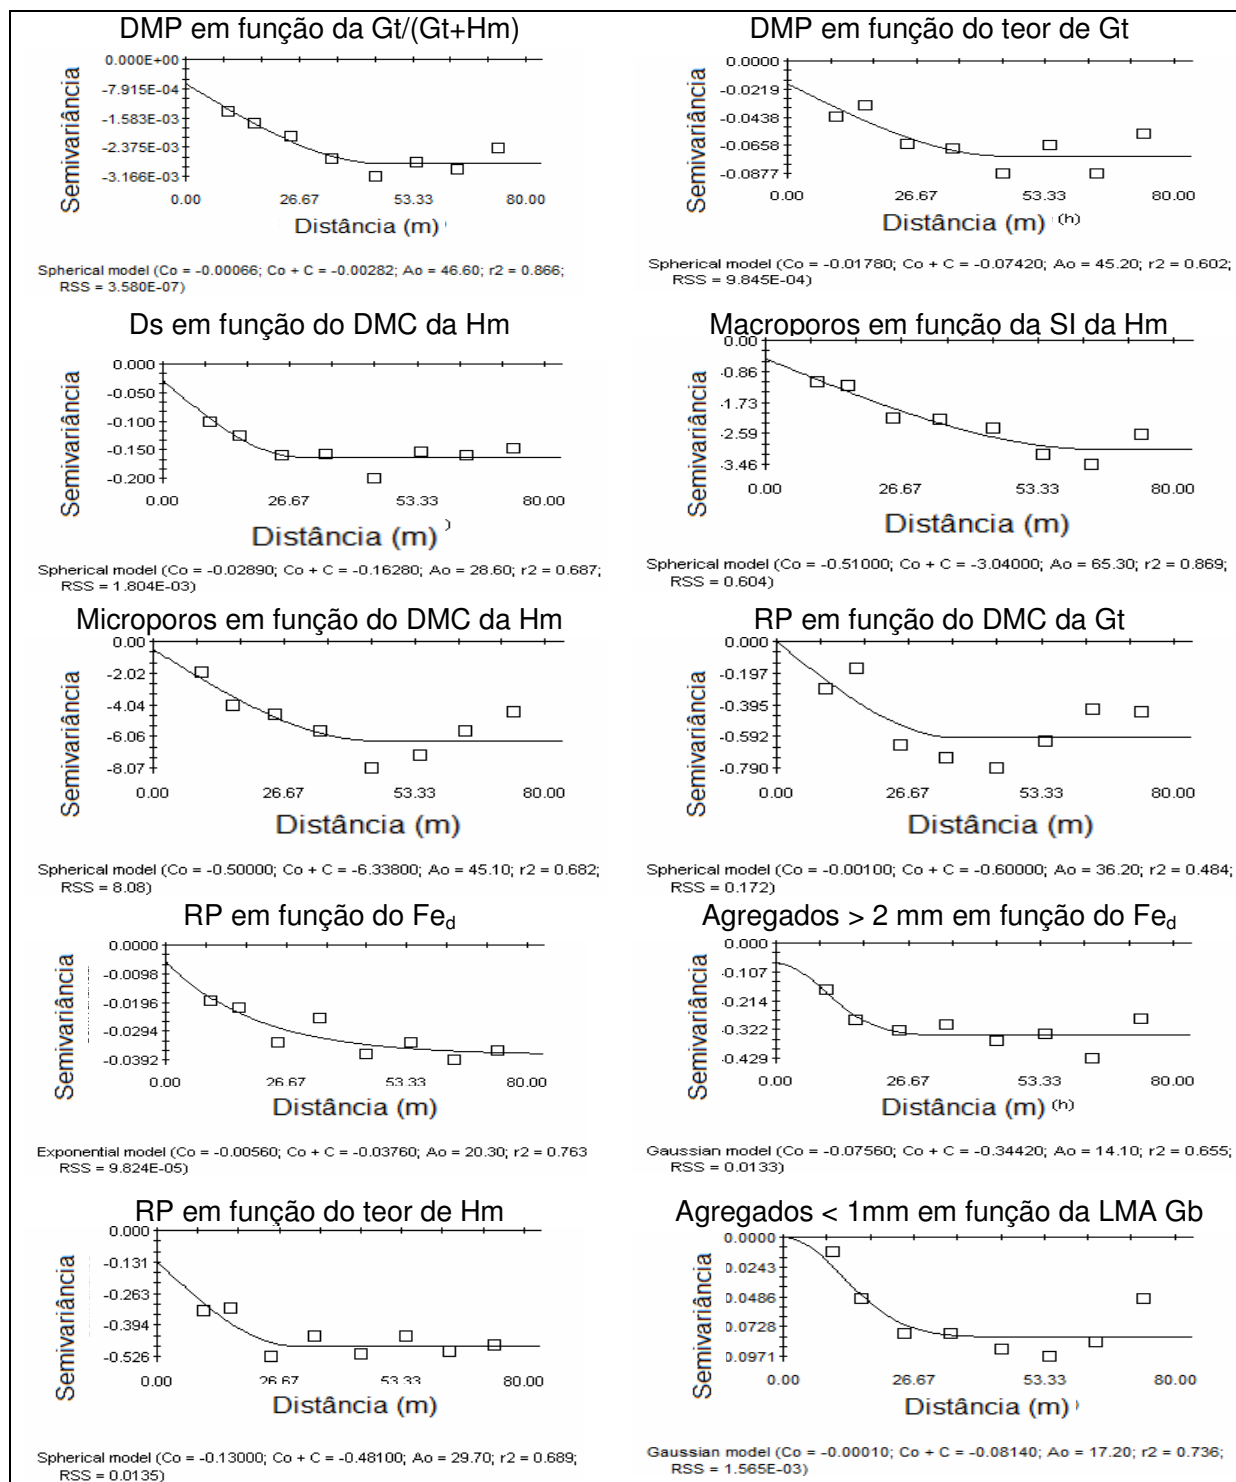 DMP em função da Gt/(Gt+Hm)
Semivariância
0.000E+00
-7.915E-04
-1.583E-03
-2.375E-03
-3.166E-03
0.00 26.67 53.33 80.00
Distância (m)
Spherical model (Co = -0.00066; Co + C = -0.00282; Ao = 46.60; r2 = 0.866;
RSS = 3.580E-07)
DMP em função do teor de Gt
Semivariância
0.0000
-0.0219
-0.0438
-0.0658
-0.0877
0.00 26.67 53.33 80.00
Distância (m) (h)
Spherical model (Co = -0.01780; Co + C = -0.07420; Ao = 45.20; r2 = 0.602;
RSS = 9.845E-04)
Ds em função do DMC da Hm
Semivariância
0.000
-0.050
-0.100
-0.150
-0.200
0.00 26.67 53.33 80.00
Distância (m) )
Spherical model (Co = -0.02890; Co + C = -0.16280; Ao = 28.60; r2 = 0.687;
RSS = 1.804E-03)
Macroporos em função da SI da Hm
Semivariância
0.00
-0.86
-1.73
-2.59
-3.46
0.00 26.67 53.33 80.00
Distância (m)
Spherical model (Co = -0.51000; Co + C = -3.04000; Ao = 65.30; r2 = 0.869;
RSS = 0.604)
Microporos em função do DMC da Hm
Semivariância
0.00
-2.02
-4.04
-6.06
-8.07
0.00 26.67 53.33 80.00
Distância (m)
Spherical model (Co = -0.50000; Co + C = -6.33800; Ao = 45.10; r2 = 0.682;
RSS = 8.08)
RP em função do DMC da Gt
Semivariância
0.000
-0.197
-0.395
-0.592
-0.790
0.00 26.67 53.33 80.00
Distância (m)
Spherical model (Co = -0.00100; Co + C = -0.60000; Ao = 36.20; r2 = 0.484;
RSS = 0.172)
RP em função do Fed
Semivariância
0.0000
-0.0098
-0.0196
-0.0294
-0.0392
0.00 26.67 53.33 80.00
Distância (m)
Exponential model (Co = -0.00560; Co + C = -0.03760; Ao = 20.30; r2 = 0.763
RSS = 9.824E-05)
Agregados > 2 mm em função do Fed
Semivariância
0.000
-0.107
-0.214
-0.322
-0.429
0.00 26.67 53.33 80.00
Distância (m) (h)
Gaussian model (Co = -0.07560; Co + C = -0.34420; Ao = 14.10; r2 = 0.655;
RSS = 0.0133)
RP em função do teor de Hm
Semivariância
0.000
-0.131
-0.263
-0.394
-0.526
0.00 26.67 53.33 80.00
Distância (m)
Spherical model (Co = -0.13000; Co + C = -0.48100; Ao = 29.70; r2 = 0.689;
RSS = 0.0135)
Agregados < 1mm em função da LMA Gb
Semivariância
0.0000
0.0243
0.0486
0.0728
0.0971
0.00 26.67 53.33 80.00
Distância (m) )
Gaussian model (Co = -0.00010; Co + C = -0.08140; Ao = 17.20; r2 = 0.736;
RSS = 1.565E-03)